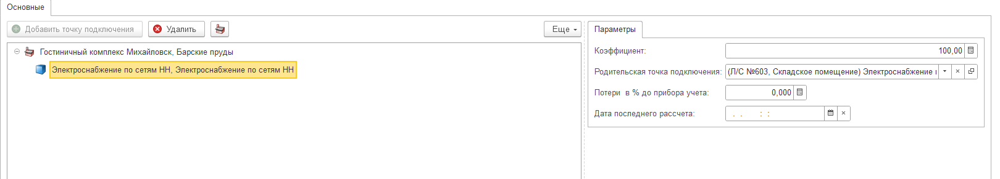 Основные
Добавить точку подключения
Удалить
Еще
Гостиничный комплекс Михайловск, Барские пруды
Электроснабжение по сетям НН, Электроснабжение по сетям НН
Параметры
Коэффициент: 100,00
Родительская точка подключения: (Л/С №603, Складское помещение) Электроснабжение
Потери в % до прибора учета: 0,000
Дата последнего рассчета: . . : :